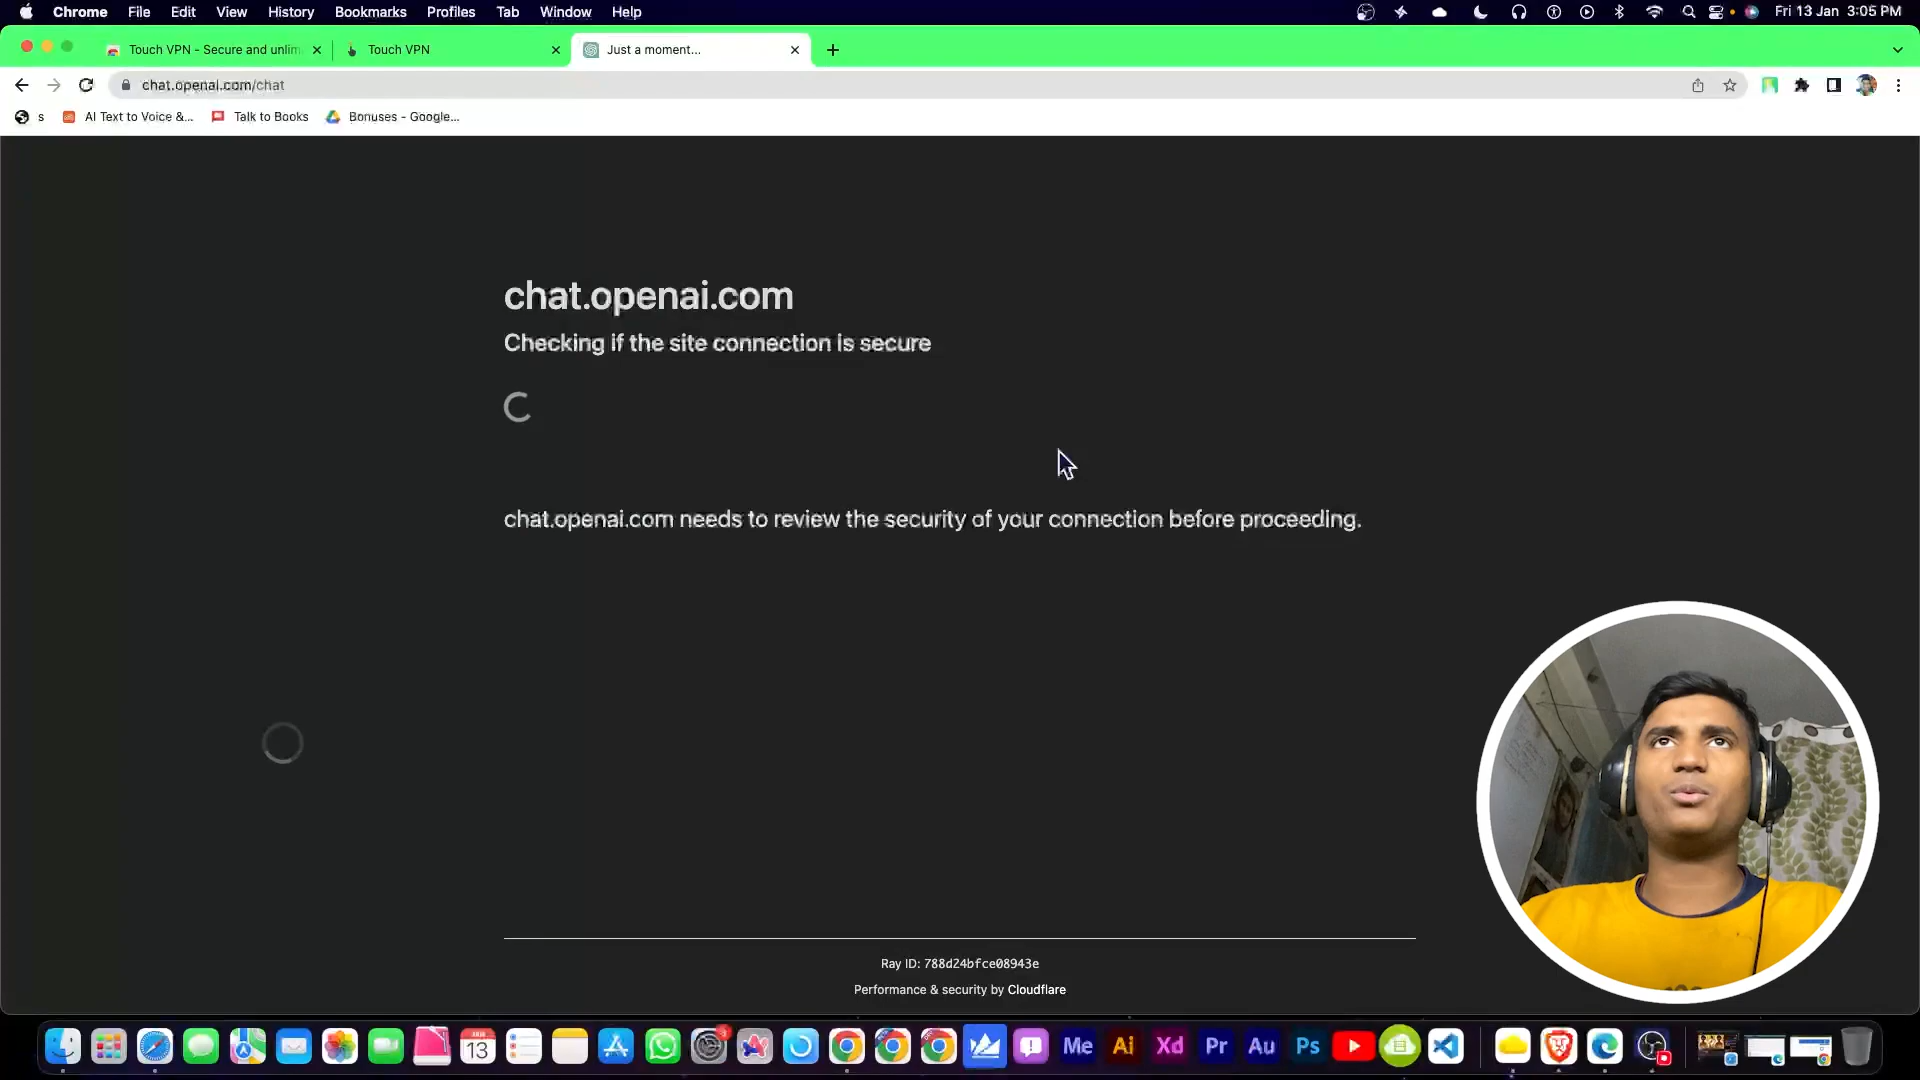 Chrome File Edit View History Bookmarks Profiles Tab Window Help Fri 13 Jan 3:05 PM
Touch VPN - Secure and unlim Touch VPN Just a moment...
chat.openai.com/chat
s AI Text to Voice &... Talk to Books Bonuses - Google...
chat.openai.com
Checking if the site connection is secure
chat.openai.com needs to review the security of your connection before proceeding.
Ray ID: 788d24bfce08943e
Performance & security by Cloudflare
13 Me Ai Xd Pr Au Ps